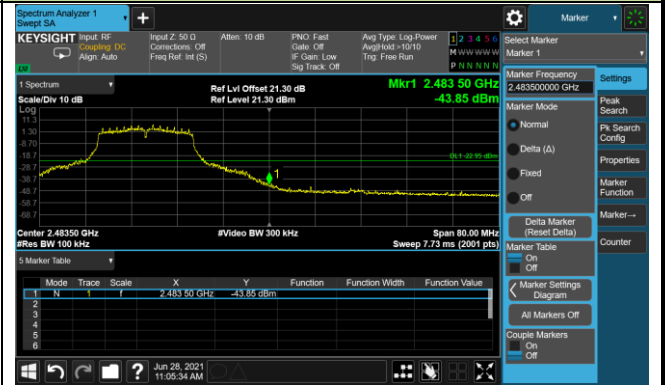 Spectrum Analyzer 1
Swept SA
+
Marker
KEYSIGHT
Input: RF
Coupling: DC
Align: Auto
Input Z: 50 Ω
Corrections: Off
Freq Ref: Int (S)
Atten: 10 dB
PNO: Fast
Gate: Off
IF Gain: Low
Sig Track: Off
Avg Type: Log-Power
Avg|Hold:>10/10
Trig: Free Run
1 2 3 4 5 6
M W W W W W
P N N N N N
Select Marker
Marker 1
1 Spectrum
Scale/Div 10 dB
Ref Lvl Offset 21.30 dB
Ref Level 21.30 dBm
Mkr1 2.483 50 GHz
-43.85 dBm
Log
11.3
1.30
-8.70
-18.7
-28.7
-38.7
-48.7
-58.7
-68.7
DL1 -22.95 dBm
1
Center 2.48350 GHz
#Res BW 100 kHz
#Video BW 300 kHz
Span 80.00 MHz
Sweep 7.73 ms (2001 pts)
5 Marker Table
Mode Trace Scale X Y Function Function Width Function Value
1 N 1 f 2.483 50 GHz -43.85 dBm
2
3
4
5
6
Marker Frequency
2.483500000 GHz
Marker Mode
Normal
Delta (Δ)
Fixed
Off
Delta Marker
(Reset Delta)
Marker Table
On
Off
Marker Settings
Diagram
All Markers Off
Couple Markers
On
Off
Settings
Peak
Search
Pk Search
Config
Properties
Marker
Function
Marker→
Counter
?
Jun 28, 2021
11:05:34 AM